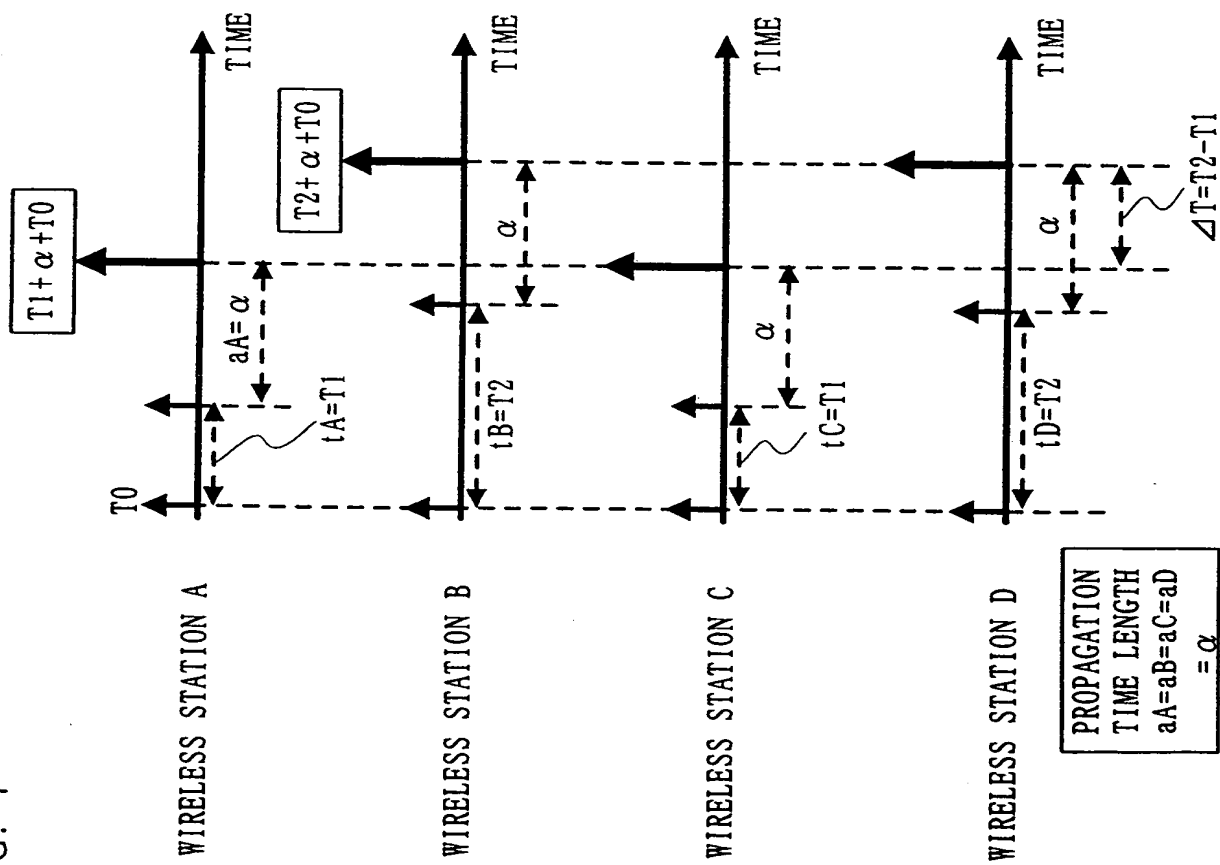 T1+α+T0
T0
aA=α
TIME
tA=T1
WIRELESS STATION A
T2+α+T0
WIRELESS STATION B
TIME
α
tB=T2
WIRELESS STATION C
TIME
α
tC=T1
WIRELESS STATION D
TIME
tD=T2
α
ΔT=T2-T1
PROPAGATION
TIME LENGTH
aA=aB=aC=aD
=α